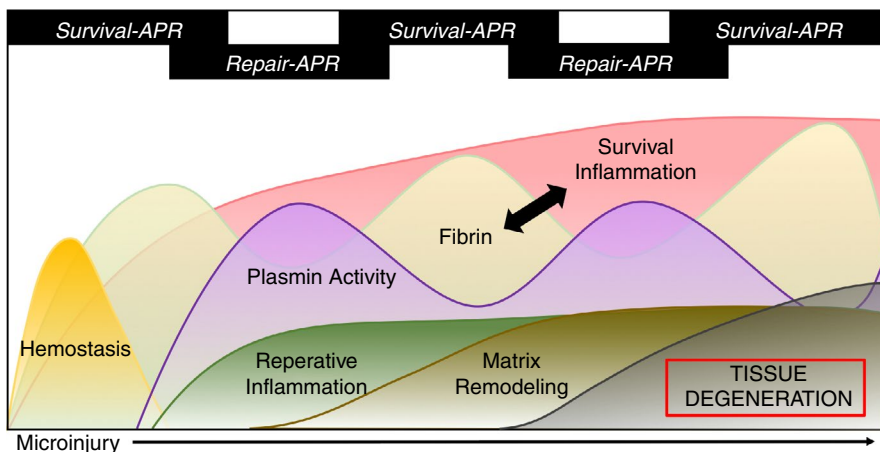 Survival-APR
Survival-APR
Survival-APR
Repair-APR
Repair-APR
Survival
Inflammation
Fibrin
Plasmin Activity
Hemostasis
Reperative
Inflammation
Matrix
Remodeling
TISSUE
DEGENERATION
Microinjury